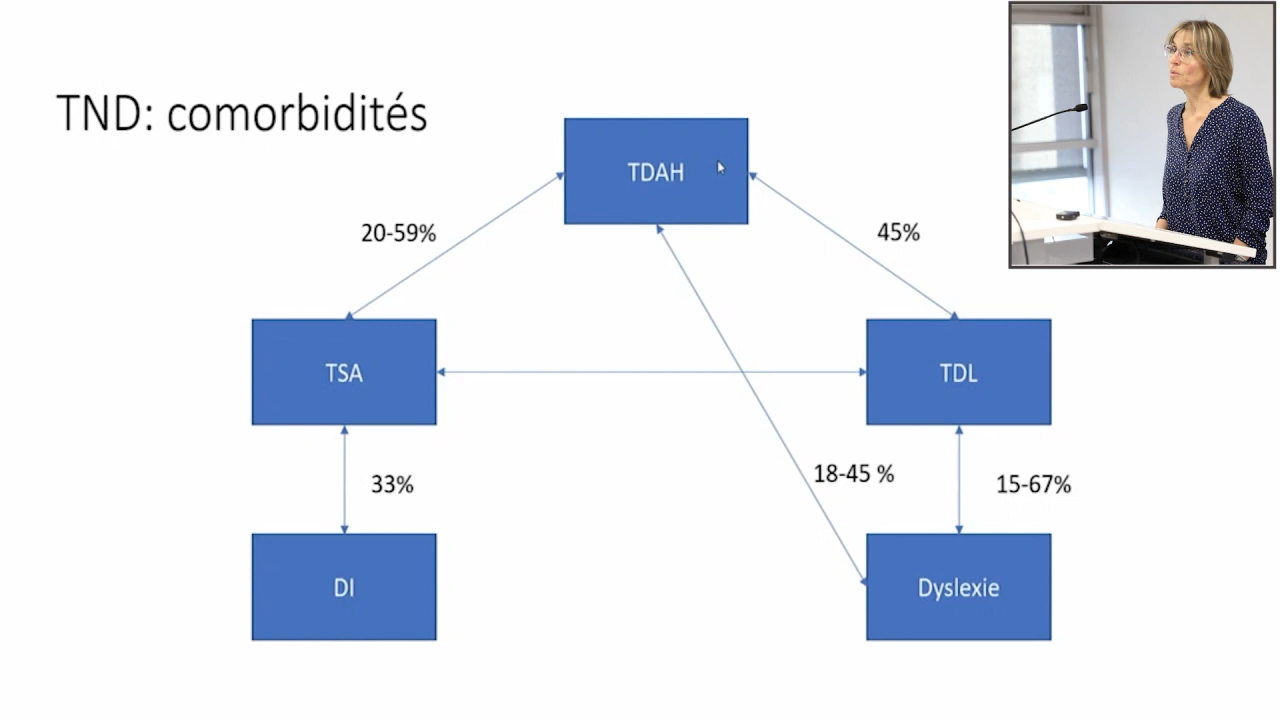 TND: comorbidités
TDAH
20-59%
45%
TSA
TDL
18-45 %
33%
15-67%
DI
Dyslexie